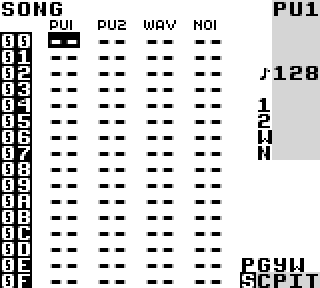 SONG PU1
PU1 PU2 WAV NOI
00 -- -- -- --
01 -- -- -- --
02 -- -- -- -- ♪128
03 -- -- -- --
04 -- -- -- -- 1
05 -- -- -- -- 2
06 -- -- -- -- W
07 -- -- -- -- N
08 -- -- -- --
09 -- -- -- --
0A -- -- -- --
0B -- -- -- --
0C -- -- -- --
0D -- -- -- --
0E -- -- -- -- PGYW
0F -- -- -- -- SCPIT